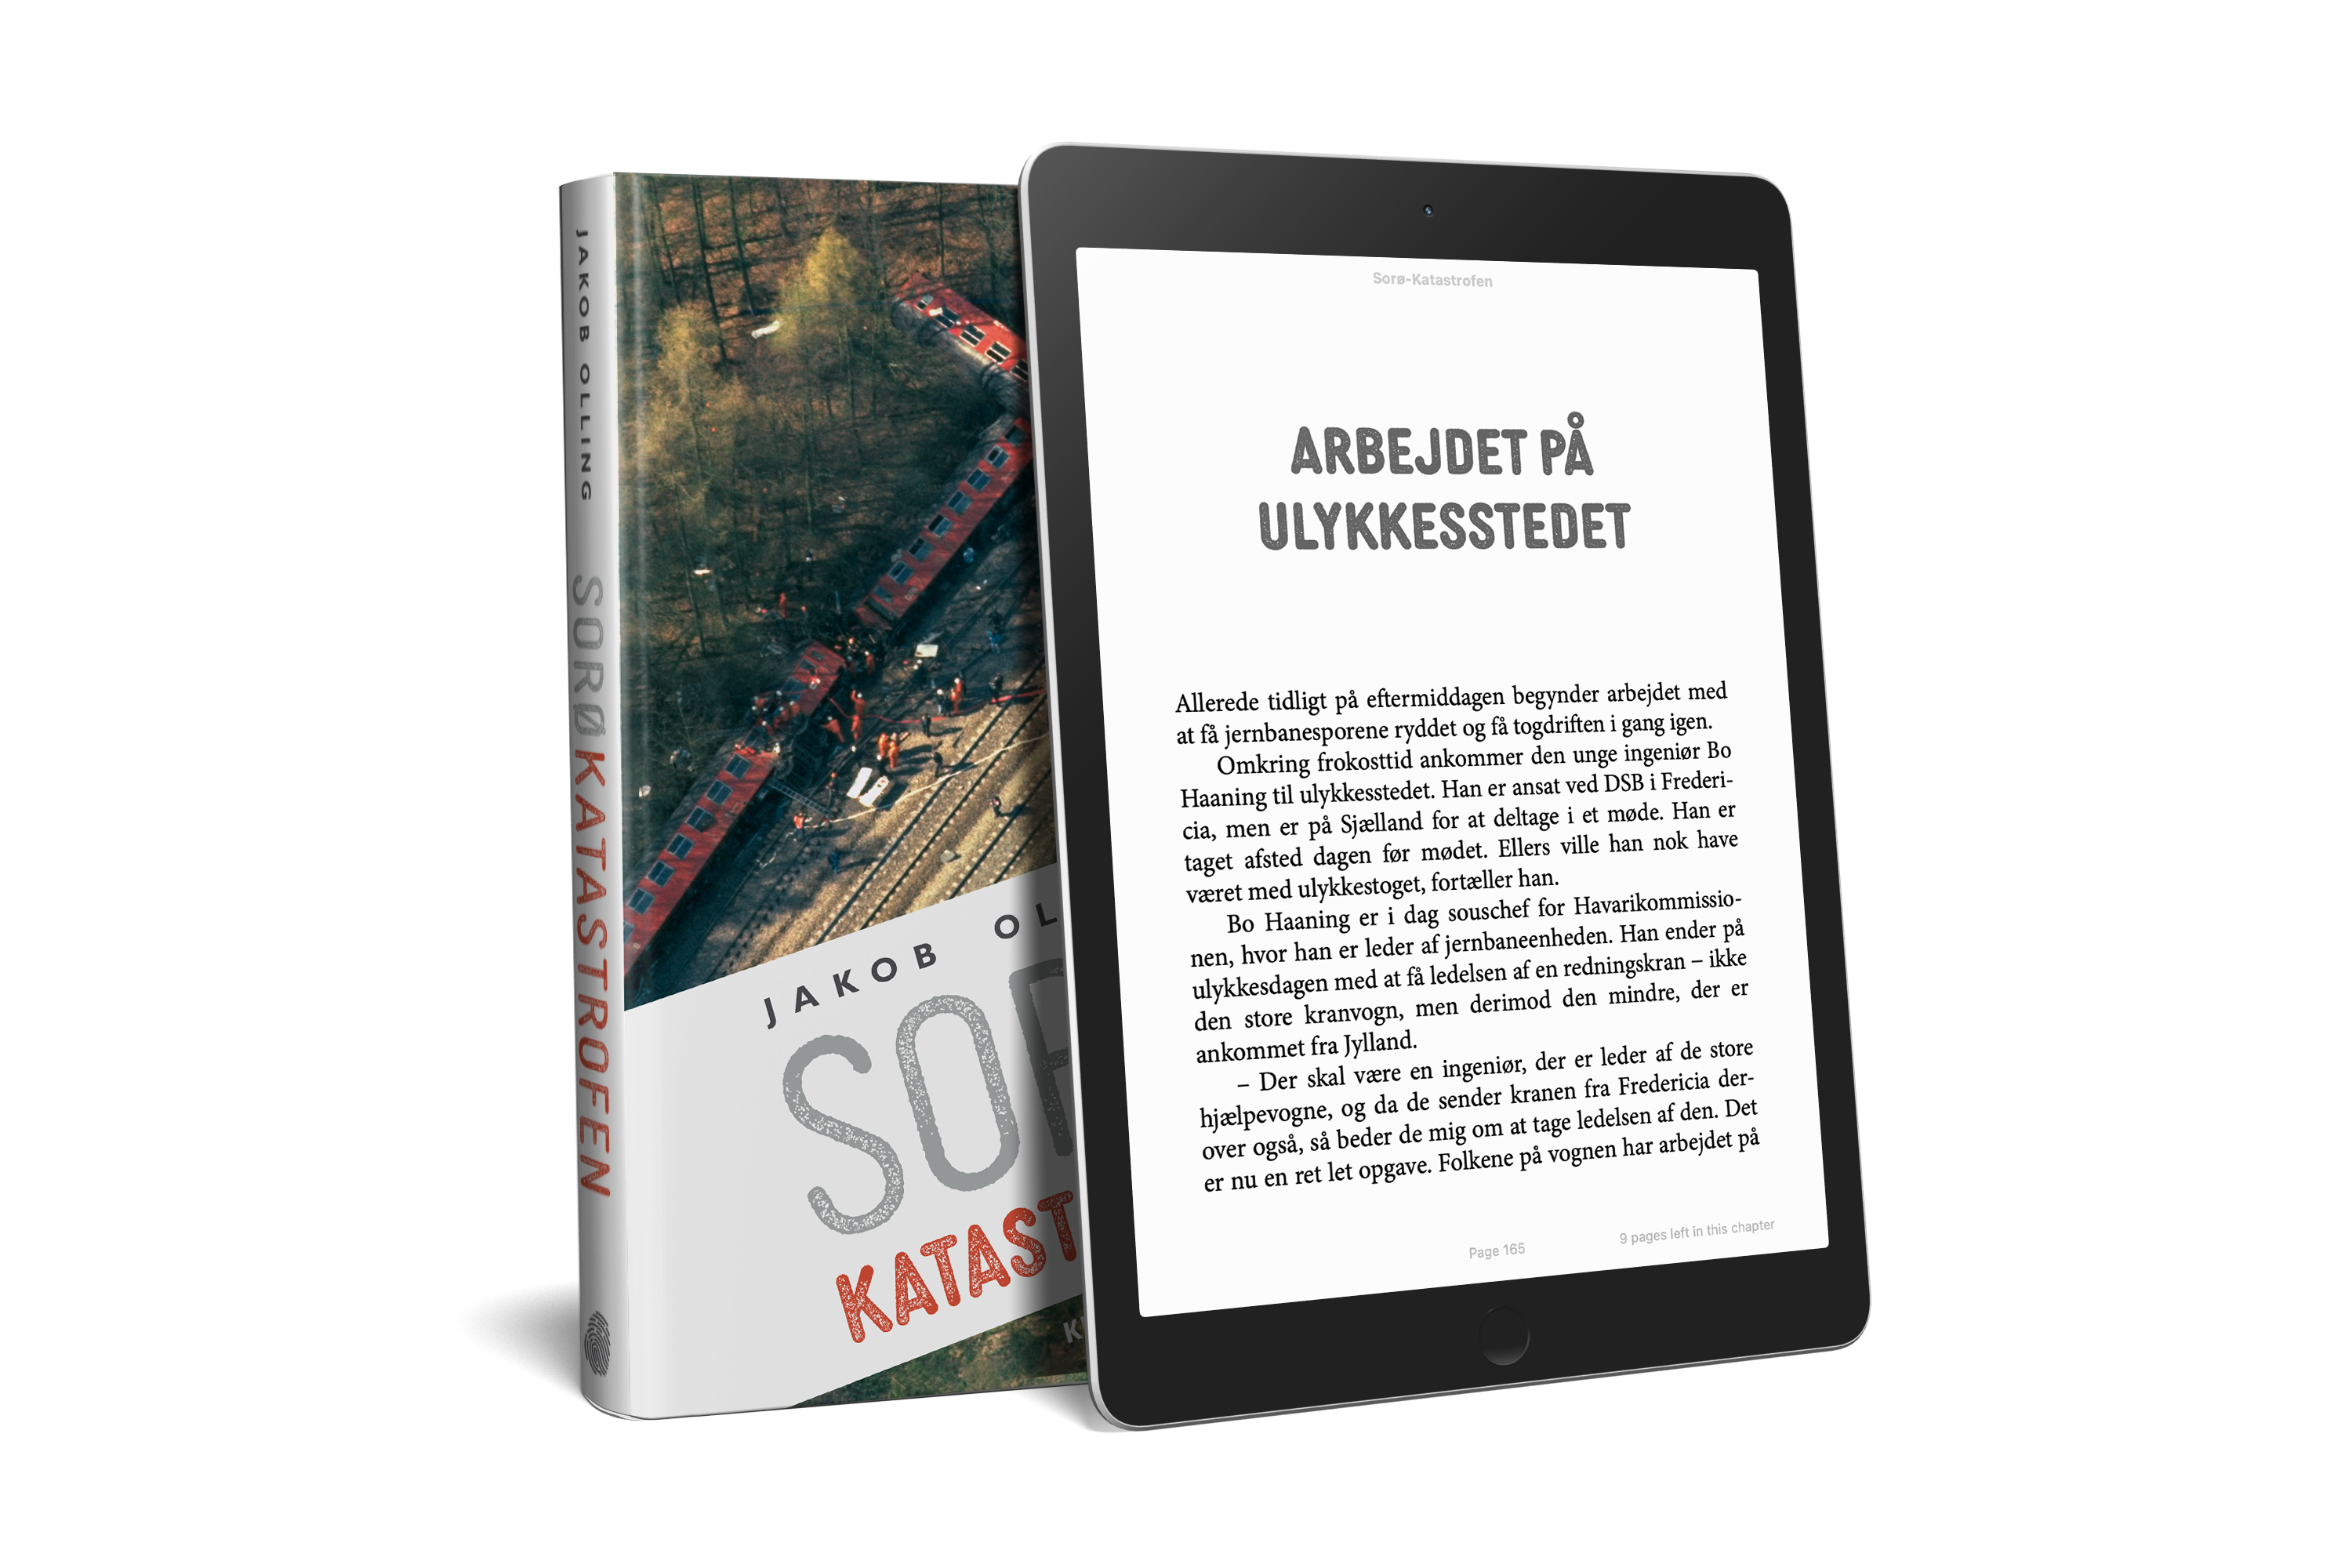 JAKOB OLLING
SORØ KATASTROFEN
JAKOB OL
SOR
KATAST
Sorø-Katastrofen
ARBEJDET PÅ
ULYKKESSTEDET
Allerede tidligt på eftermiddagen begynder arbejdet med
at få jernbanesporene ryddet og få togdriften i gang igen.
Omkring frokosttid ankommer den unge ingeniør Bo
Haaning til ulykkesstedet. Han er ansat ved DSB i Frederi-
cia, men er på Sjælland for at deltage i et møde. Han er
taget afsted dagen før mødet. Ellers ville han nok have
været med ulykkestoget, fortæller han.
Bo Haaning er i dag souschef for Havarikommissio-
nen, hvor han er leder af jernbaneenheden. Han ender på
ulykkesdagen med at få ledelsen af en redningskran – ikke
den store kranvogn, men derimod den mindre, der er
ankommet fra Jylland.
– Der skal være en ingeniør, der er leder af de store
hjælpevogne, og da de sender kranen fra Fredericia der-
over også, så beder de mig om at tage ledelsen af den. Det
er nu en ret let opgave. Folkene på vognen har arbejdet på
Page 165
9 pages left in this chapter